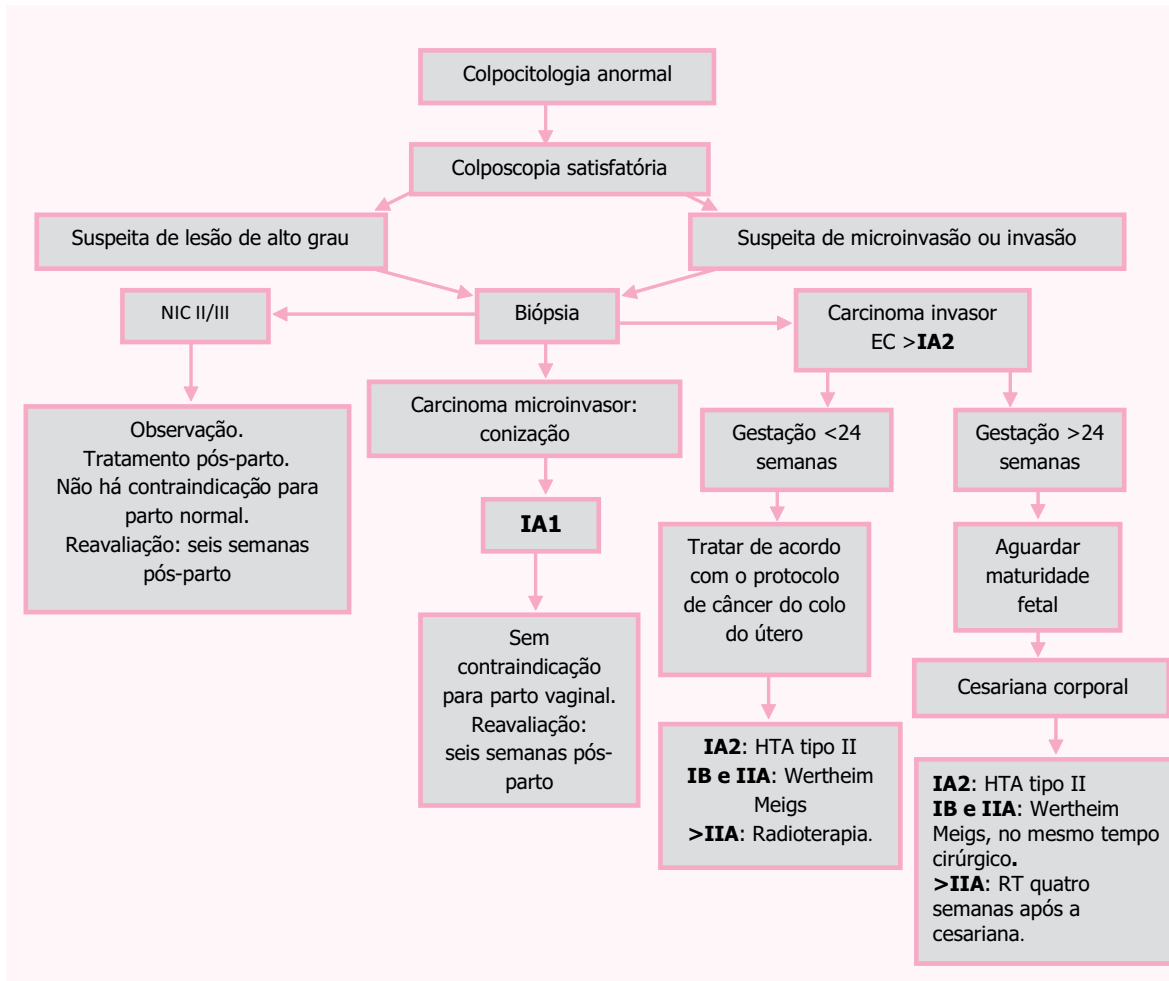 Colpocitologia anormal
Colposcopia satisfatória
Suspeita de lesão de alto grau
Suspeita de microinvasão ou invasão
NIC II/III
Biópsia
Carcinoma invasor
EC >IA2
Observação.
Tratamento pós-parto.
Não há contraindicação para
parto normal.
Reavaliação: seis semanas
pós-parto
Carcinoma microinvasor:
conização
IA1
Sem
contraindicação
para parto vaginal.
Reavaliação:
seis semanas pós-
parto
Gestação <24
semanas
Tratar de acordo
com o protocolo
de câncer do colo
do útero
IA2: HTA tipo II
IB e IIA: Wertheim
Meigs
>IIA: Radioterapia.
Gestação >24
semanas
Aguardar
maturidade
fetal
Cesariana corporal
IA2: HTA tipo II
IB e IIA: Wertheim
Meigs, no mesmo tempo
cirúrgico.
>IIA: RT quatro
semanas após a
cesariana.